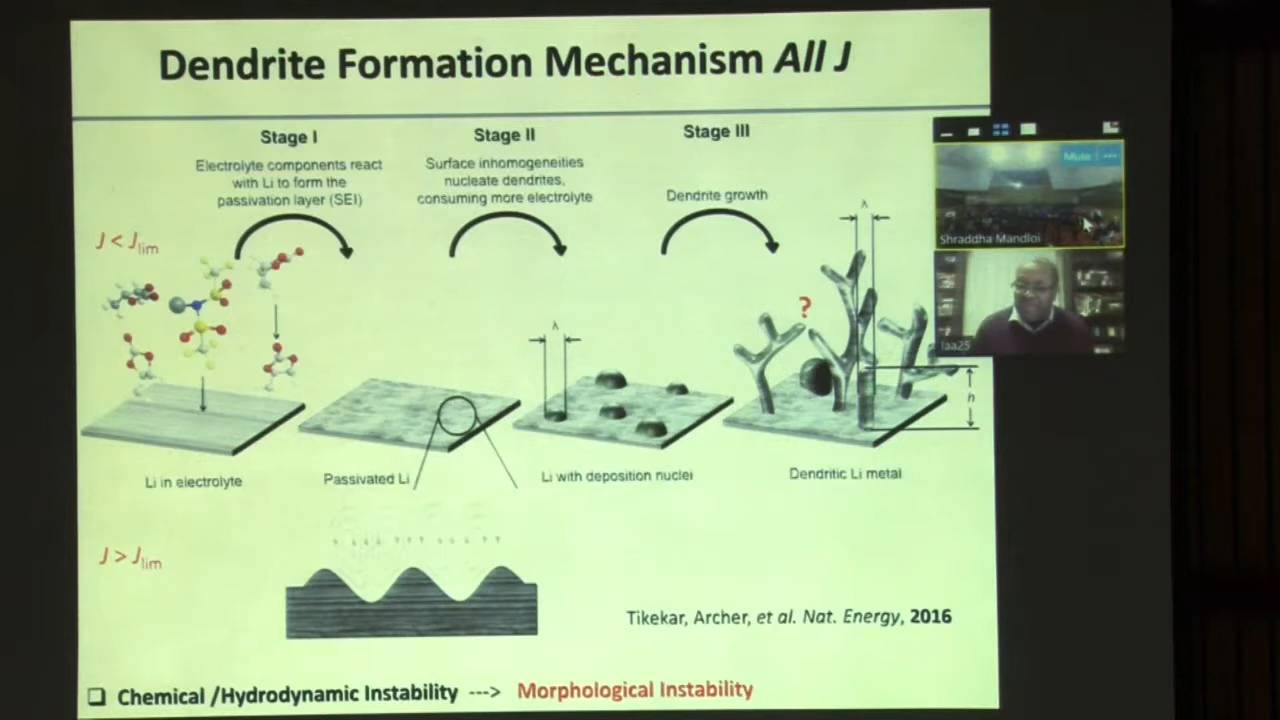 Dendrite Formation Mechanism All J
Stage I
Electrolyte components react
with Li to form the
passivation layer (SEI)
Stage II
Surface inhomogeneities
nucleate dendrites,
consuming more electrolyte
Stage III
Dendrite growth
Mute
Shraddha Mandloi
laa25
J < Jlim
λ
λ
?
h
Li in electrolyte
Passivated Li
Li with deposition nuclei
Dendritic Li metal
J > Jlim
Tikekar, Archer, et al. Nat. Energy, 2016
❑ Chemical /Hydrodynamic Instability ---> Morphological Instability